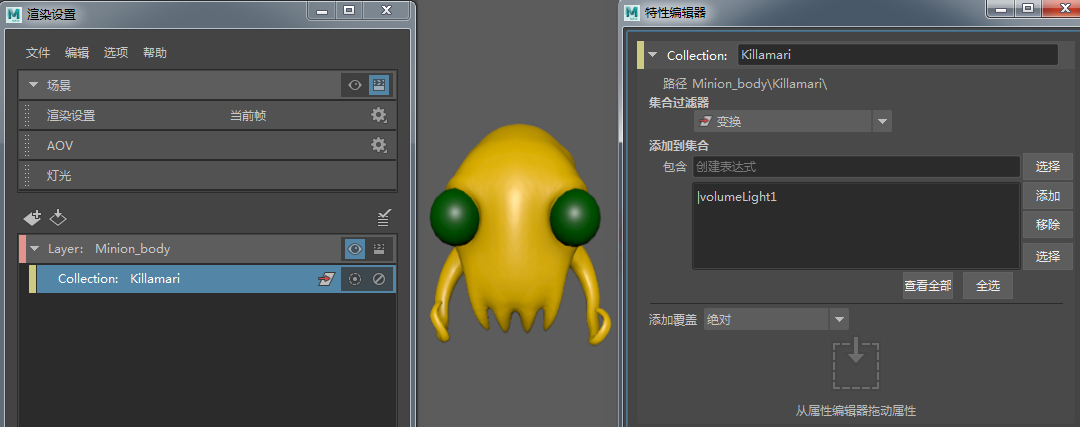 渲染设置
文件 编辑 选项 帮助
场景
渲染设置 当前帧
AOV
灯光
Layer: Minion_body
Collection: Killamari
特性编辑器
Collection: Killamari
路径 Minion_body\Killamari\
集合过滤器
变换
添加到集合
包含 创建表达式 选择
|volumeLight1 添加
移除
选择
查看全部 全选
添加覆盖 绝对
从属性编辑器拖动属性